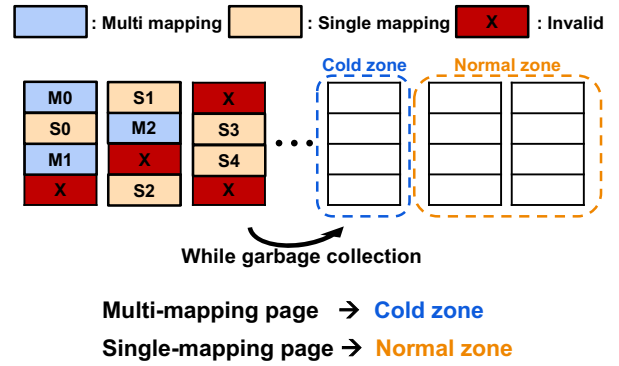 : Multi mapping : Single mapping X : Invalid
Cold zone Normal zone
M0 S1 X
S0 M2 S3
M1 X S4
X S2 X
While garbage collection
Multi-mapping page → Cold zone
Single-mapping page → Normal zone